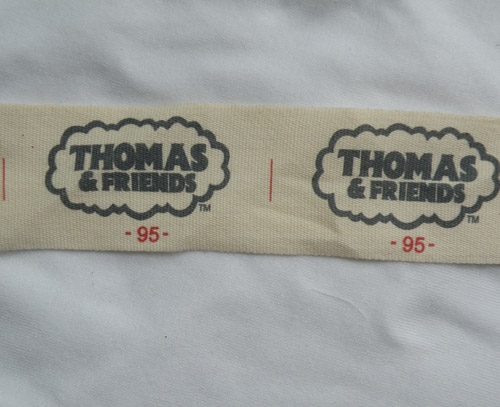 THOMAS
& FRIENDS
TM
- 95 -
THOMAS
& FRIENDS
TM
- 95 -